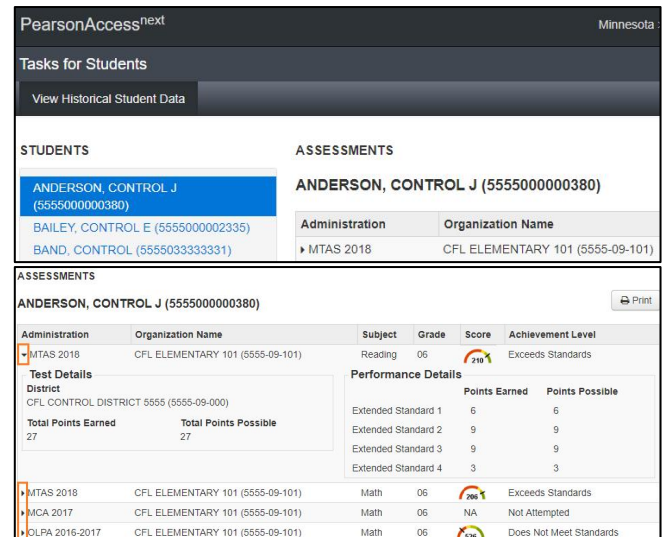 PearsonAccessnext Minnesota
Tasks for Students
View Historical Student Data
STUDENTS ASSESSMENTS
ANDERSON, CONTROL J (5555000000380) ANDERSON, CONTROL J (5555000000380)
BAILEY, CONTROL E (5555000002335) Administration Organization Name
BAND, CONTROL (5555033333331) MTAS 2018 CFL ELEMENTARY 101 (5555-09-101)
ASSESSMENTS
ANDERSON, CONTROL J (5555000000380) Print
Administration Organization Name Subject Grade Score Achievement Level
MTAS 2018 CFL ELEMENTARY 101 (5555-09-101) Reading 06 210 Exceeds Standards
Test Details Performance Details
District Points Earned Points Possible
CFL CONTROL DISTRICT 5555 (5555-09-000)
Extended Standard 1 6 6
Total Points Earned Total Points Possible
Extended Standard 2 9 9
27 27
Extended Standard 3 9 9
Extended Standard 4 3 3
MTAS 2018 CFL ELEMENTARY 101 (5555-09-101) Math 06 206 Exceeds Standards
MCA 2017 CFL ELEMENTARY 101 (5555-09-101) Math 06 NA Not Attempted
OLPA 2016-2017 CFL ELEMENTARY 101 (5555-09-101) Math 06 Does Not Meet Standards